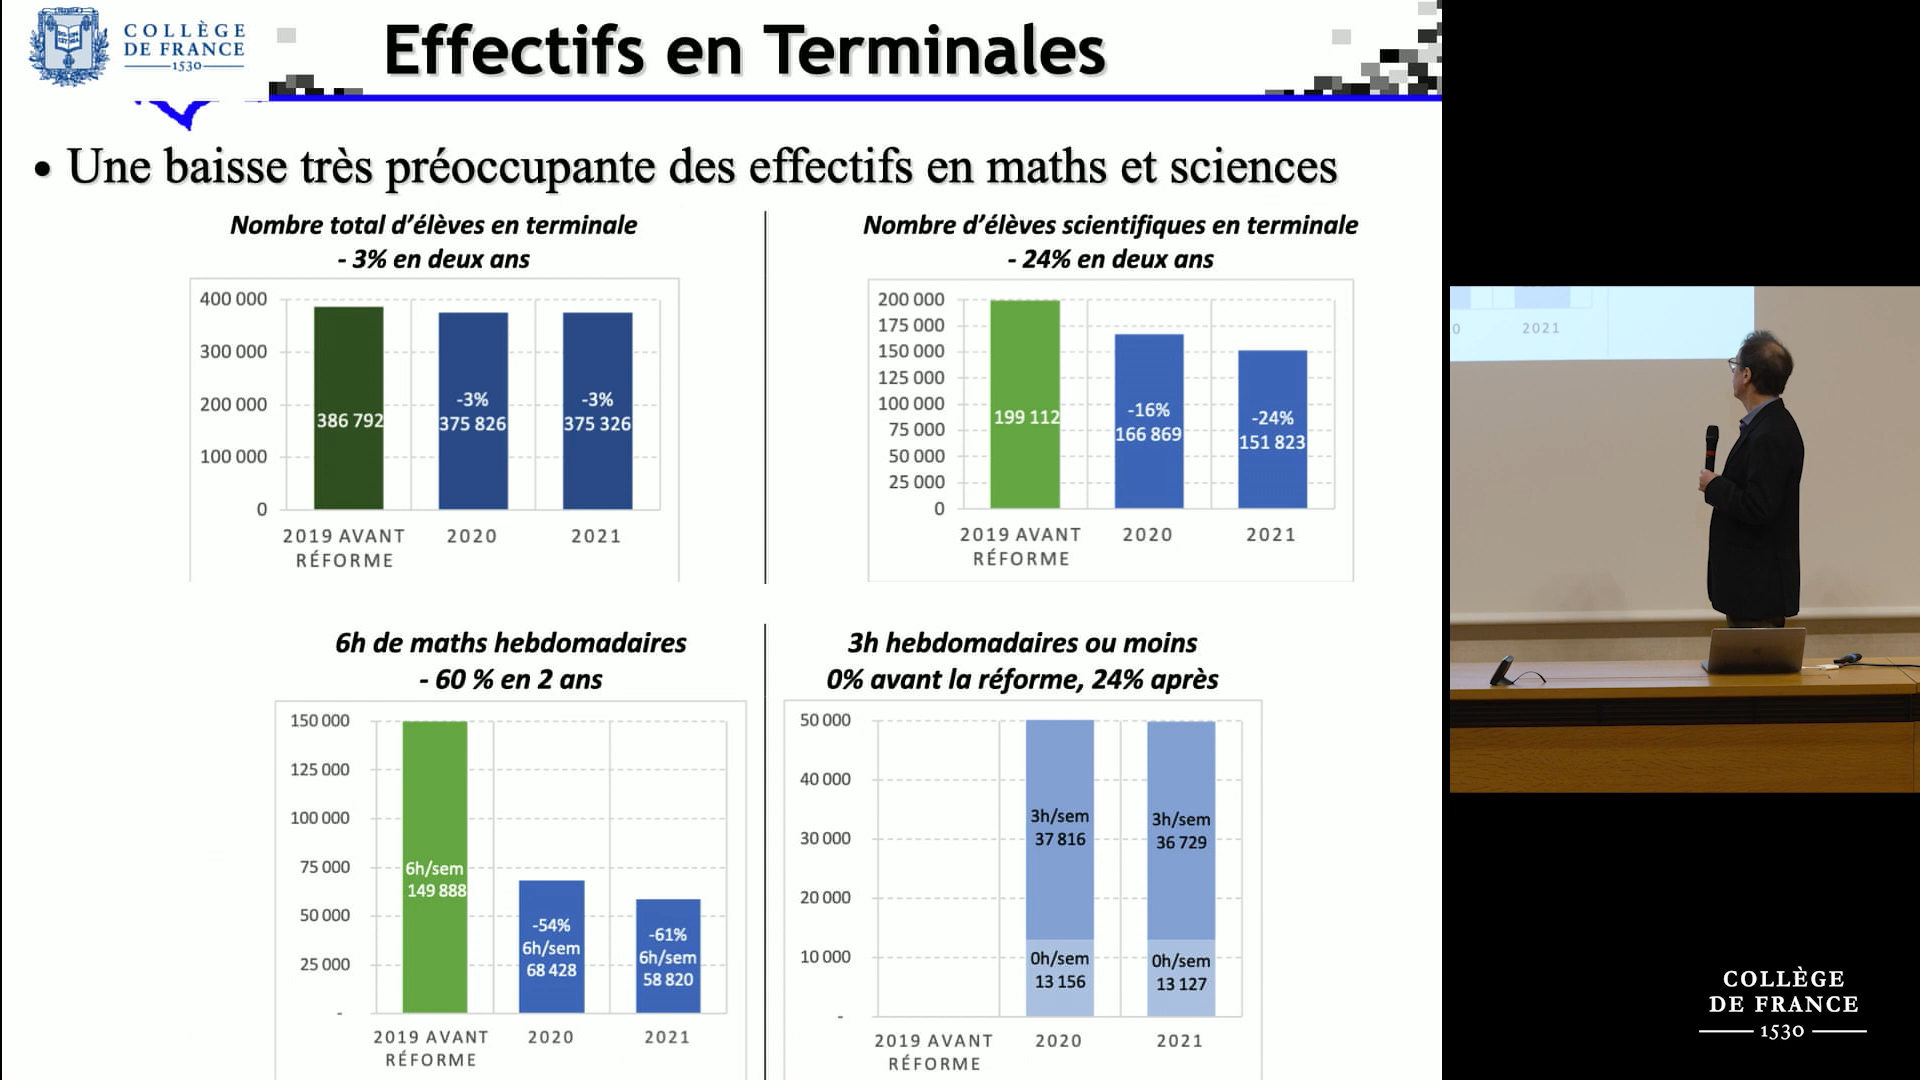 COLLÈGE
DE FRANCE
1530
Effectifs en Terminales
• Une baisse très préoccupante des effectifs en maths et sciences
Nombre total d'élèves en terminale
- 3% en deux ans
400 000
300 000
200 000
100 000
0
386 792
-3%
375 826
-3%
375 326
2019 AVANT
RÉFORME
2020
2021
Nombre d'élèves scientifiques en terminale
- 24% en deux ans
200 000
175 000
150 000
125 000
100 000
75 000
50 000
25 000
0
199 112
-16%
166 869
-24%
151 823
2019 AVANT
RÉFORME
2020
2021
6h de maths hebdomadaires
- 60 % en 2 ans
150 000
125 000
100 000
75 000
50 000
25 000
-
6h/sem
149 888
-54%
6h/sem
68 428
-61%
6h/sem
58 820
2019 AVANT
RÉFORME
2020
2021
3h hebdomadaires ou moins
0% avant la réforme, 24% après
50 000
40 000
30 000
20 000
10 000
-
3h/sem
37 816
0h/sem
13 156
3h/sem
36 729
0h/sem
13 127
2019 AVANT
RÉFORME
2020
2021
0
2021
COLLÈGE
DE FRANCE
1530